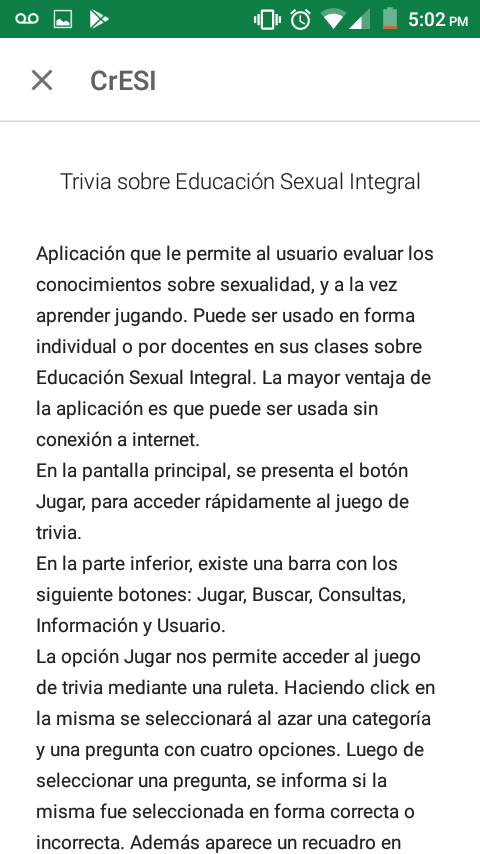 5:02 PM
CrESI
Trivia sobre Educación Sexual Integral
Aplicación que le permite al usuario evaluar los
conocimientos sobre sexualidad, y a la vez
aprender jugando. Puede ser usado en forma
individual o por docentes en sus clases sobre
Educación Sexual Integral. La mayor ventaja de
la aplicación es que puede ser usada sin
conexión a internet.
En la pantalla principal, se presenta el botón
Jugar, para acceder rápidamente al juego de
trivia.
En la parte inferior, existe una barra con los
siguiente botones: Jugar, Buscar, Consultas,
Información y Usuario.
La opción Jugar nos permite acceder al juego
de trivia mediante una ruleta. Haciendo click en
la misma se seleccionará al azar una categoría
y una pregunta con cuatro opciones. Luego de
seleccionar una pregunta, se informa si la
misma fue seleccionada en forma correcta o
incorrecta. Además aparece un recuadro en